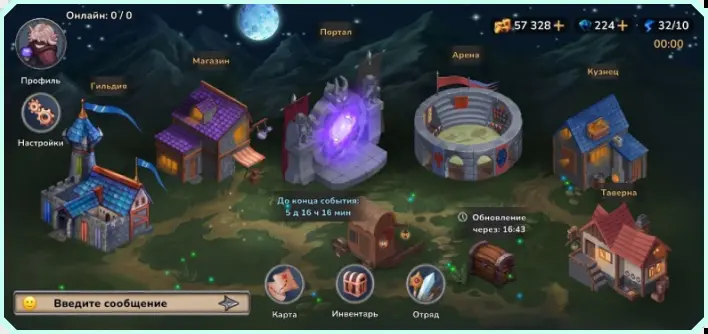 Онлайн: 0 / 0
57 328
224
32/10
00:00
Портал
Арена
Магазин
Кузнец
Профиль
Гильдия
Настройки
Таверна
До конца события:
5 д 16 ч 16 мин
Обновление
через: 16:43
Введите сообщение
Карта
Инвентарь
Отряд